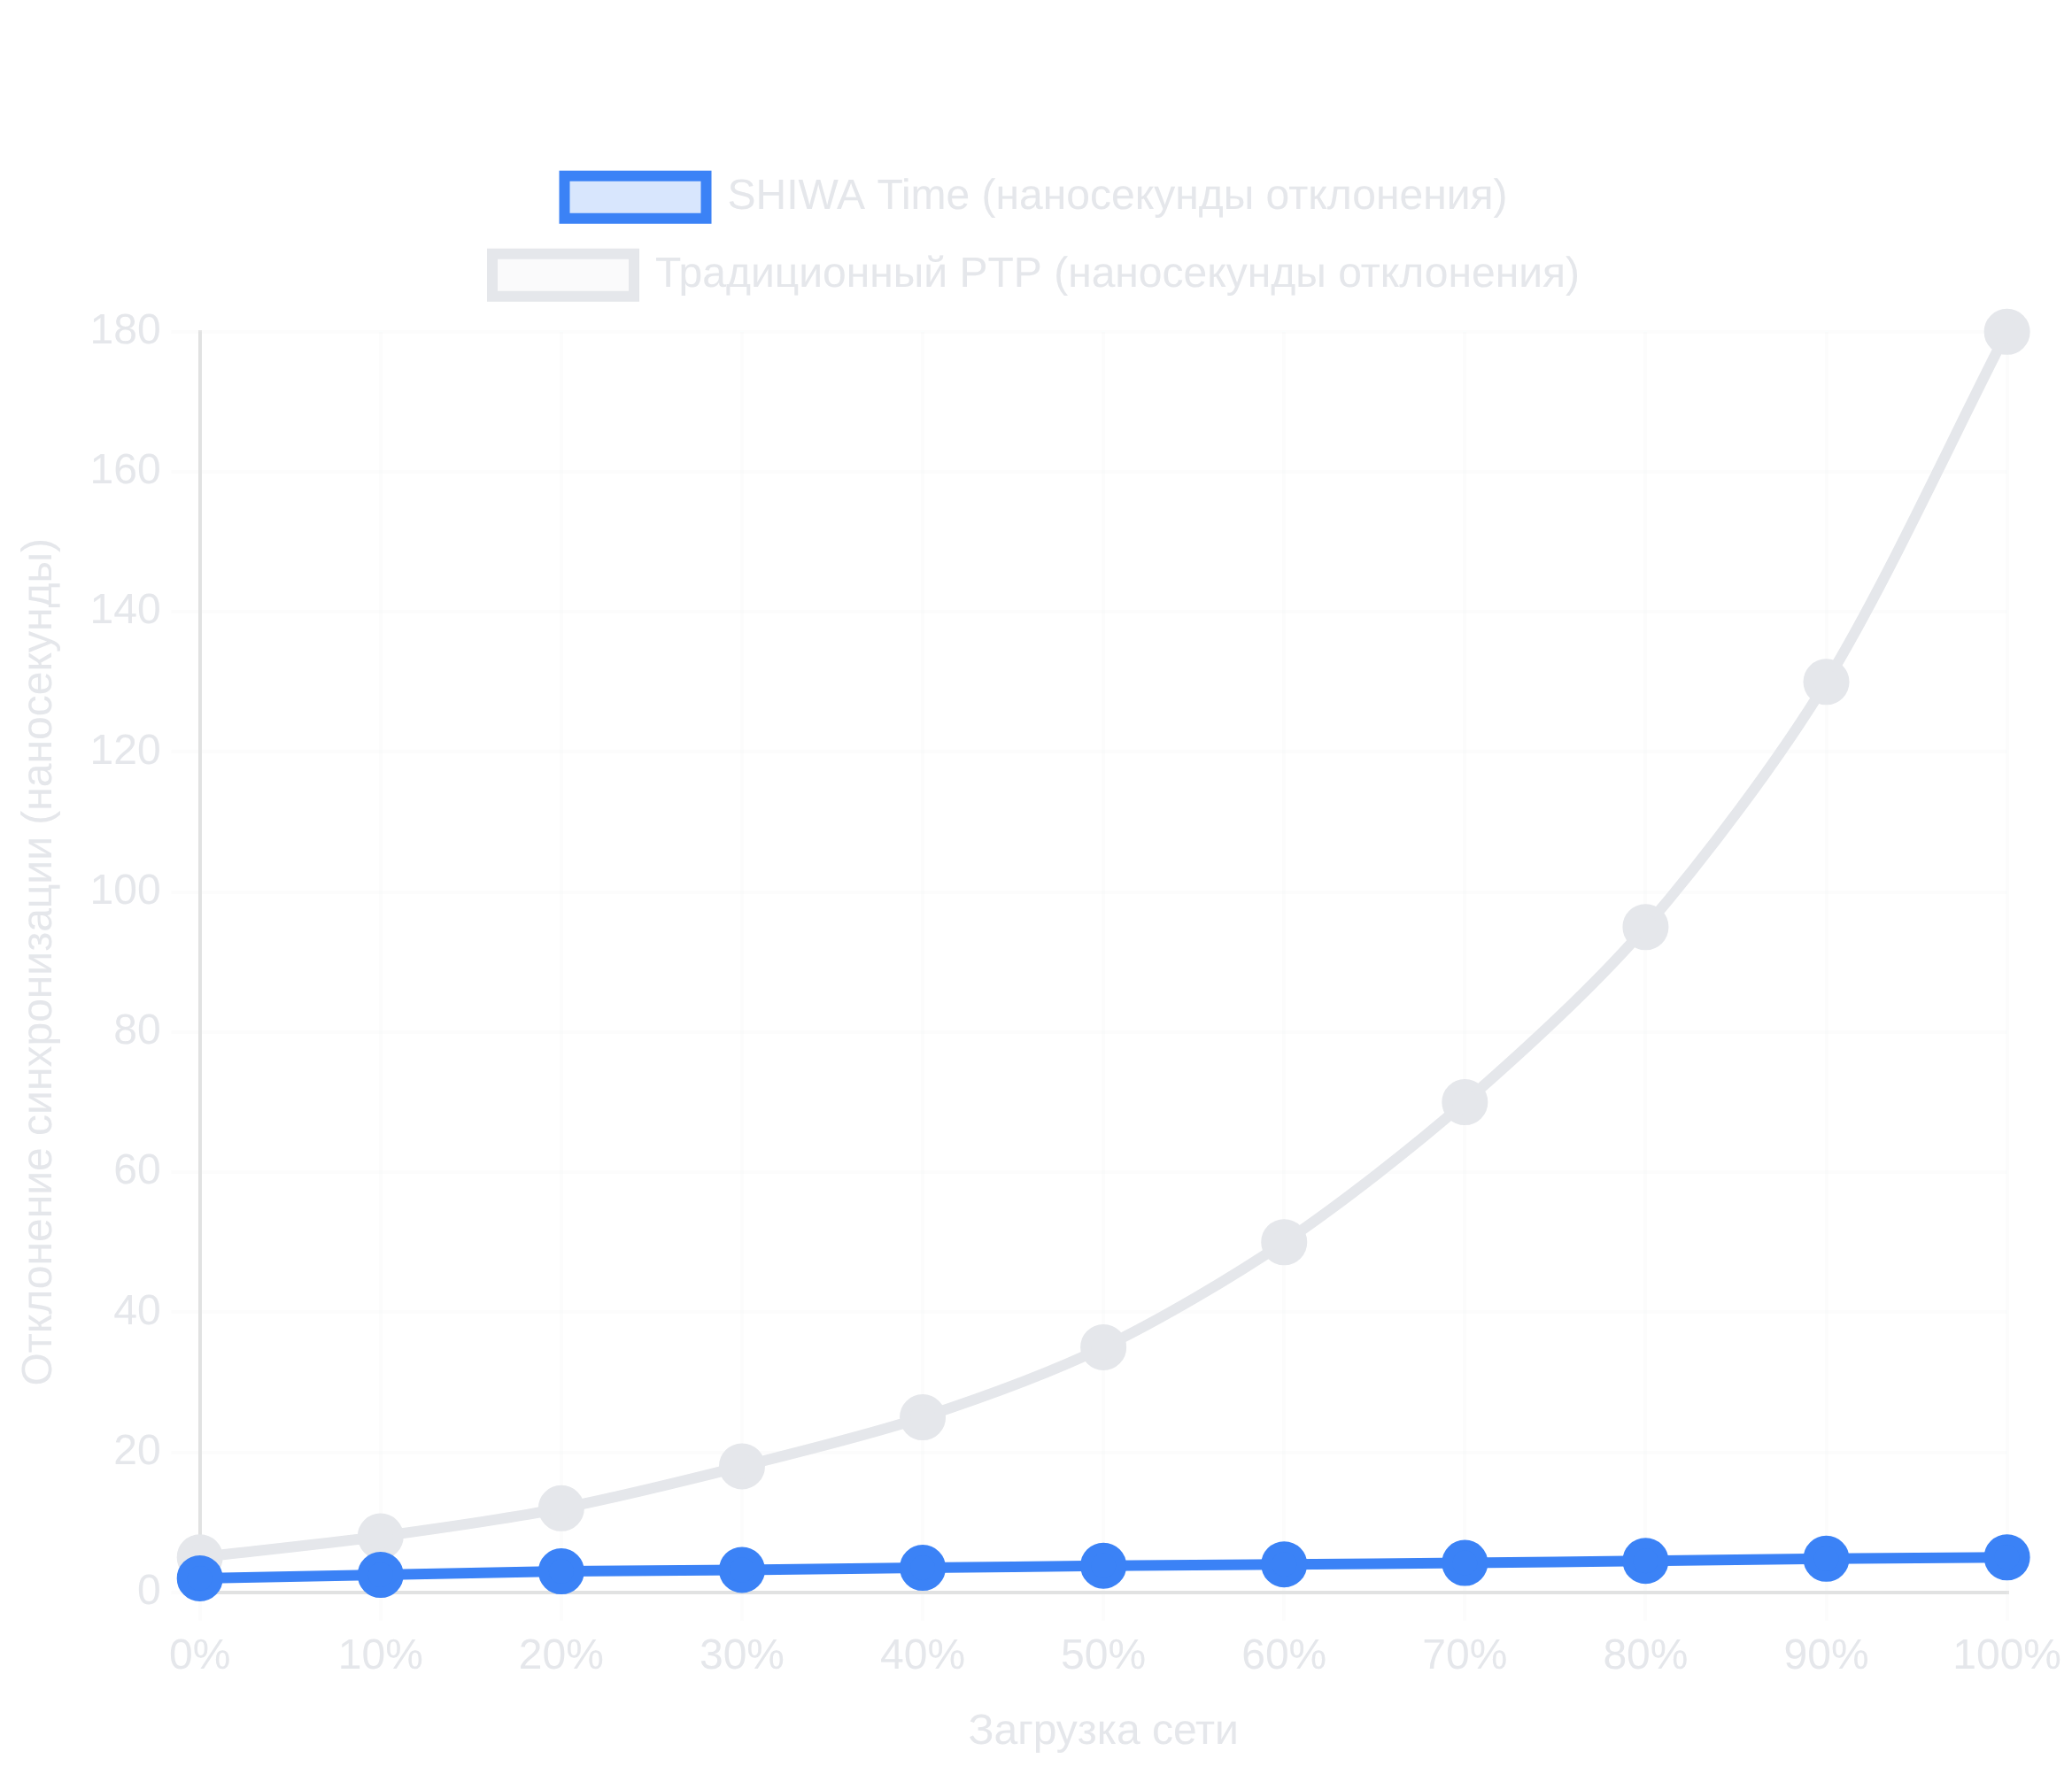 SHIWA Time (наносекунды отклонения)
Традиционный PTP (наносекунды отклонения)
Отклонение синхронизации (наносекунды)
180
160
140
120
100
80
60
40
20
0
0% 10% 20% 30% 40% 50% 60% 70% 80% 90% 100%
Загрузка сети